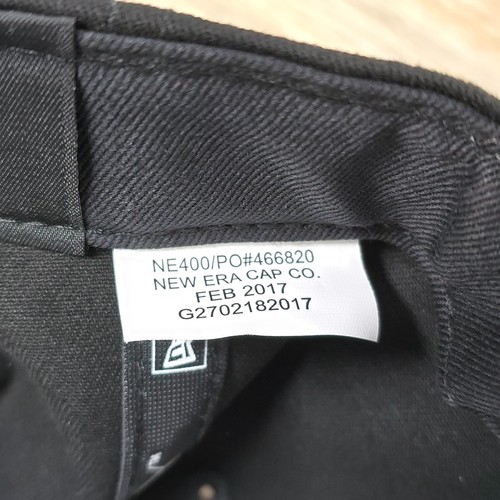 NE400/PO#466820
NEW ERA CAP CO.
FEB 2017
G2702182017